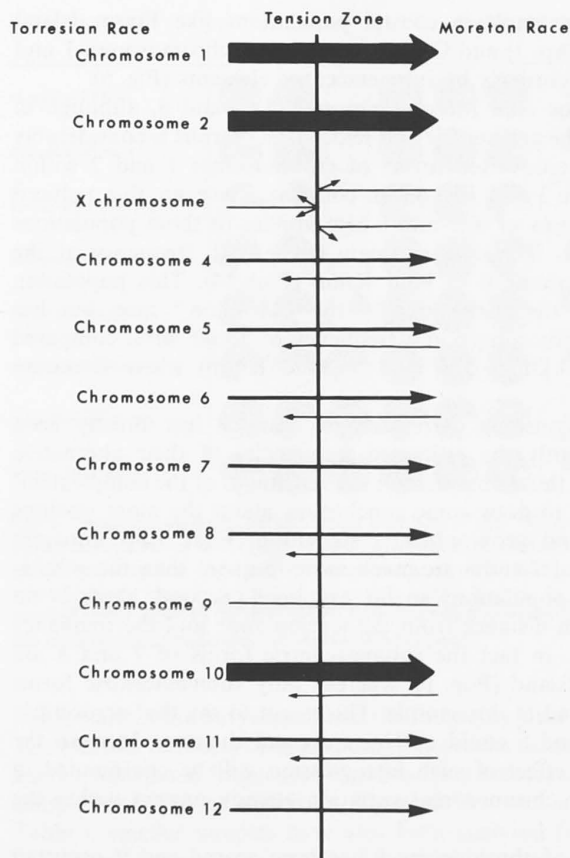 Torresian Race Tension Zone Moreton Race
Chromosome 1
Chromosome 2
X chromosome
Chromosome 4
Chromosome 5
Chromosome 6
Chromosome 7
Chromosome 8
Chromosome 9
Chromosome 10
Chromosome 11
Chromosome 12